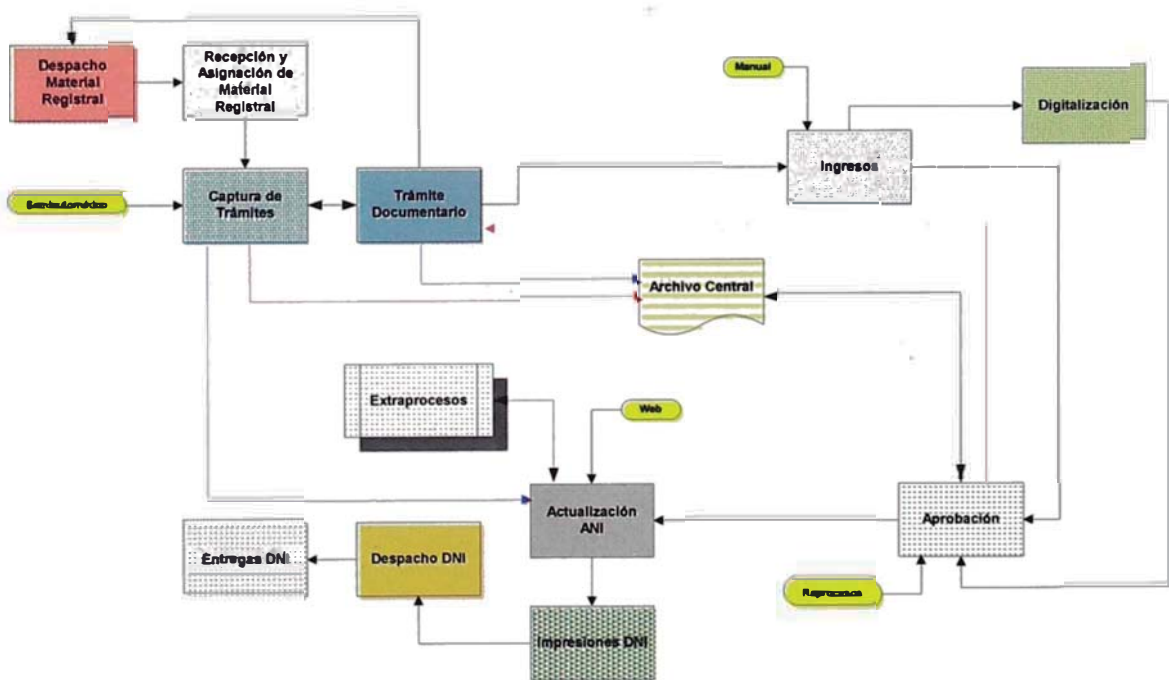 Despacho
Material
Registral
Recepción y
Asignación de
Material
Registral
Manual
Digitalización
Ingresos
Captura de
Trámites
Trámite
Documentario
Archivo Central
Extraprocesos
Web
Actualización
ANI
Aprobación
Entregas DNI
Despacho DNI
Impresiones DNI